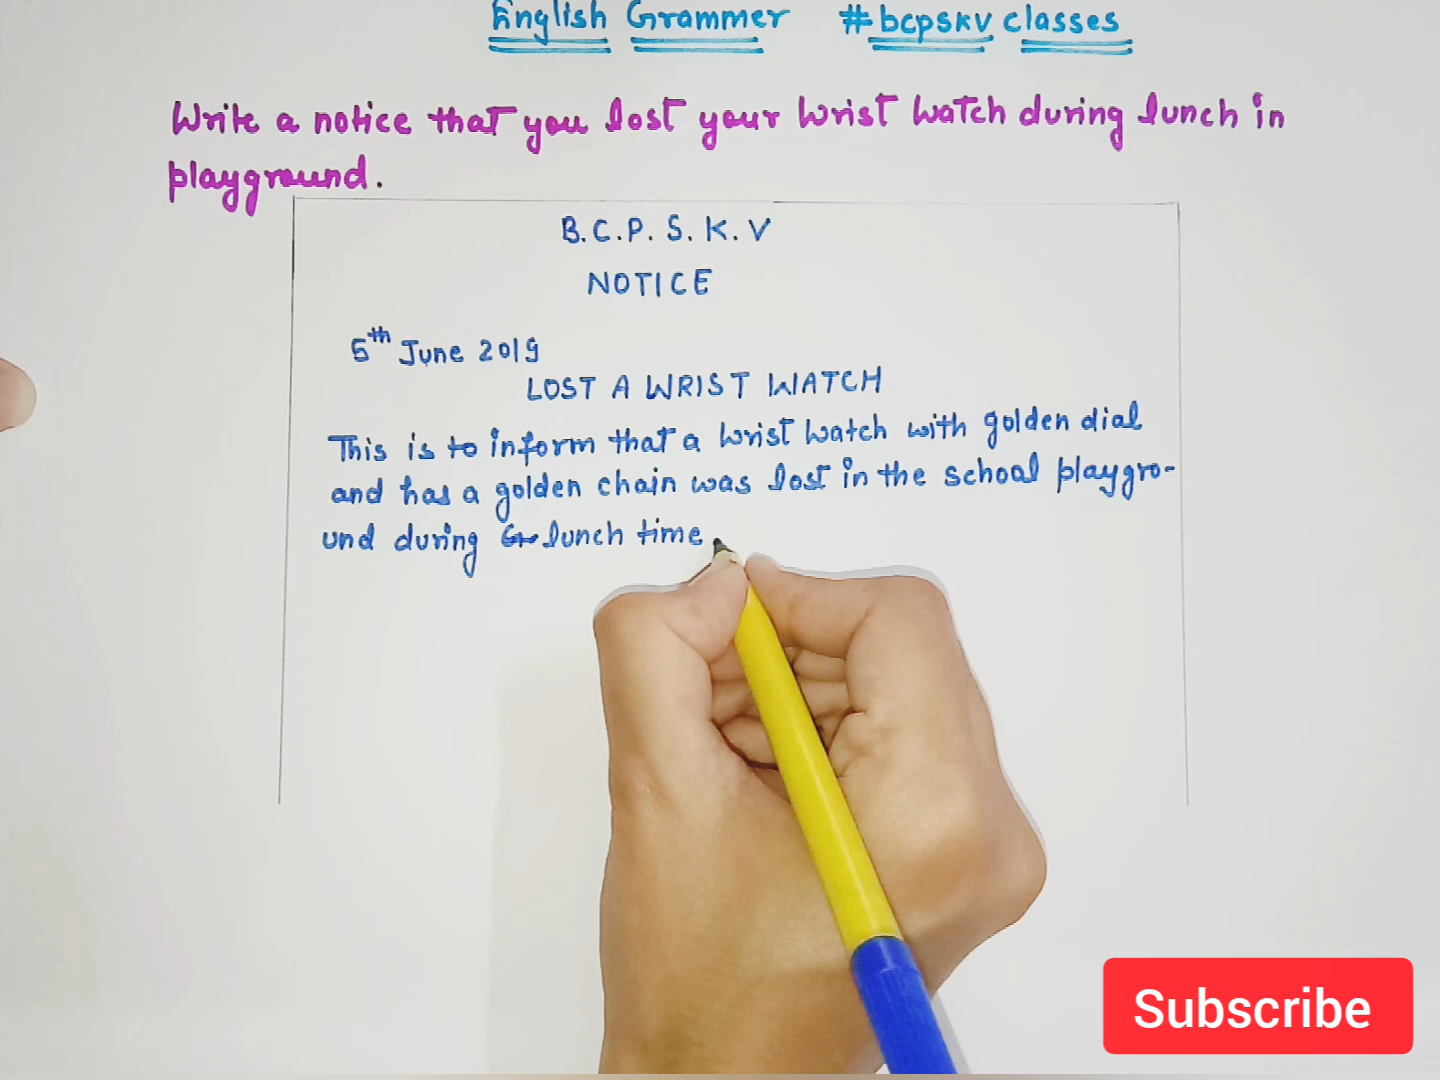 English Grammer #bcpskv classes
Write a notice that you lost your wrist watch during lunch in
playground.
B.C.P.S.K.V
NOTICE
5th June 2019
LOST A WRIST WATCH
This is to inform that a wrist watch with golden dial
and has a golden chain was lost in the school playgro-
und during lunch time.
Subscribe